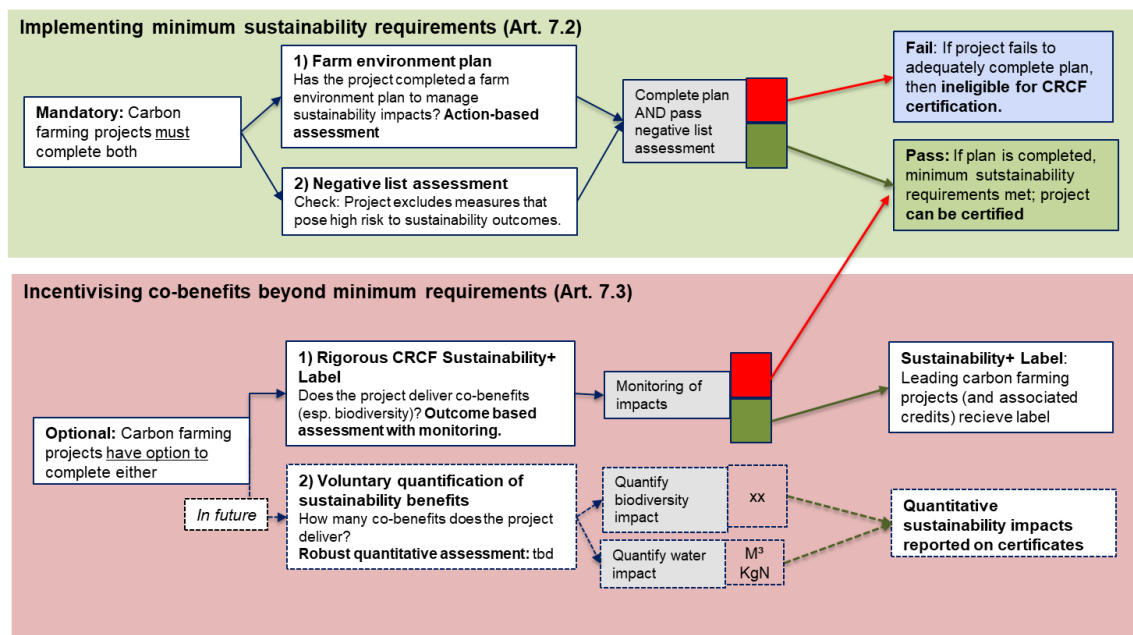 Implementing minimum sustainability requirements (Art. 7.2)
Mandatory: Carbon
farming projects must
complete both
1) Farm environment plan
Has the project completed a farm
environment plan to manage
sustainability impacts? Action-based
assessment
2) Negative list assessment
Check: Project excludes measures that
pose high risk to sustainability outcomes.
Complete plan
AND pass
negative list
assessment
Fail: If project fails to
adequately complete plan,
then ineligible for CRCF
certification.
Pass: If plan is completed,
minimum sutstainability
requirements met; project
can be certified
Incentivising co-benefits beyond minimum requirements (Art. 7.3)
Optional: Carbon farming
projects have option to
complete either
In future
1) Rigorous CRCF Sustainability+
Label
Does the project deliver co-benefits
(esp. biodiversity)? Outcome based
assessment with monitoring.
Monitoring of
impacts
Sustainability+ Label:
Leading carbon farming
projects (and associated
credits) recieve label
2) Voluntary quantification of
sustainability benefits
How many co-benefits does the project
deliver?
Robust quantitative assessment: tbd
Quantify
biodiversity
impact
xx
Quantify water
impact
M³
KgN
Quantitative
sustainability impacts
reported on certificates